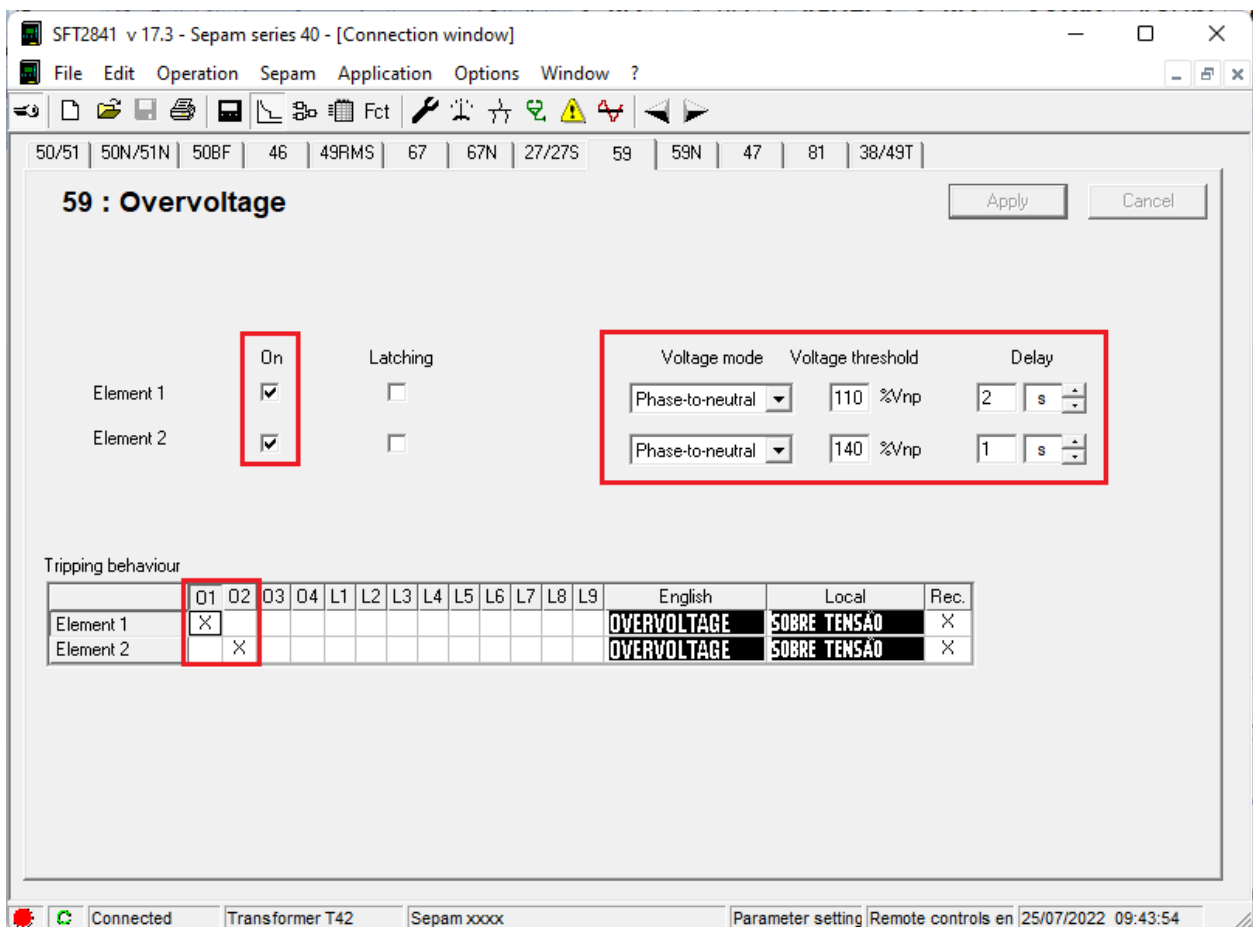 SFT2841 v 17.3 - Sepam series 40 - [Connection window]
File Edit Operation Sepam Application Options Window ?
Fct
50/51 50N/51N 50BF 46 49RMS 67 67N 27/27S 59 59N 47 81 38/49T
59 : Overvoltage Apply Cancel
On Latching Voltage mode Voltage threshold Delay
Element 1 Phase-to-neutral 110 %Vnp 2 s
Element 2 Phase-to-neutral 140 %Vnp 1 s
Tripping behaviour
O1 O2 O3 O4 L1 L2 L3 L4 L5 L6 L7 L8 L9 English Local Rec.
Element 1 X OVERVOLTAGE SOBRE TENSÃO X
Element 2 X OVERVOLTAGE SOBRE TENSÃO X
Connected Transformer T42 Sepam xxxx Parameter setting Remote controls en 25/07/2022 09:43:54